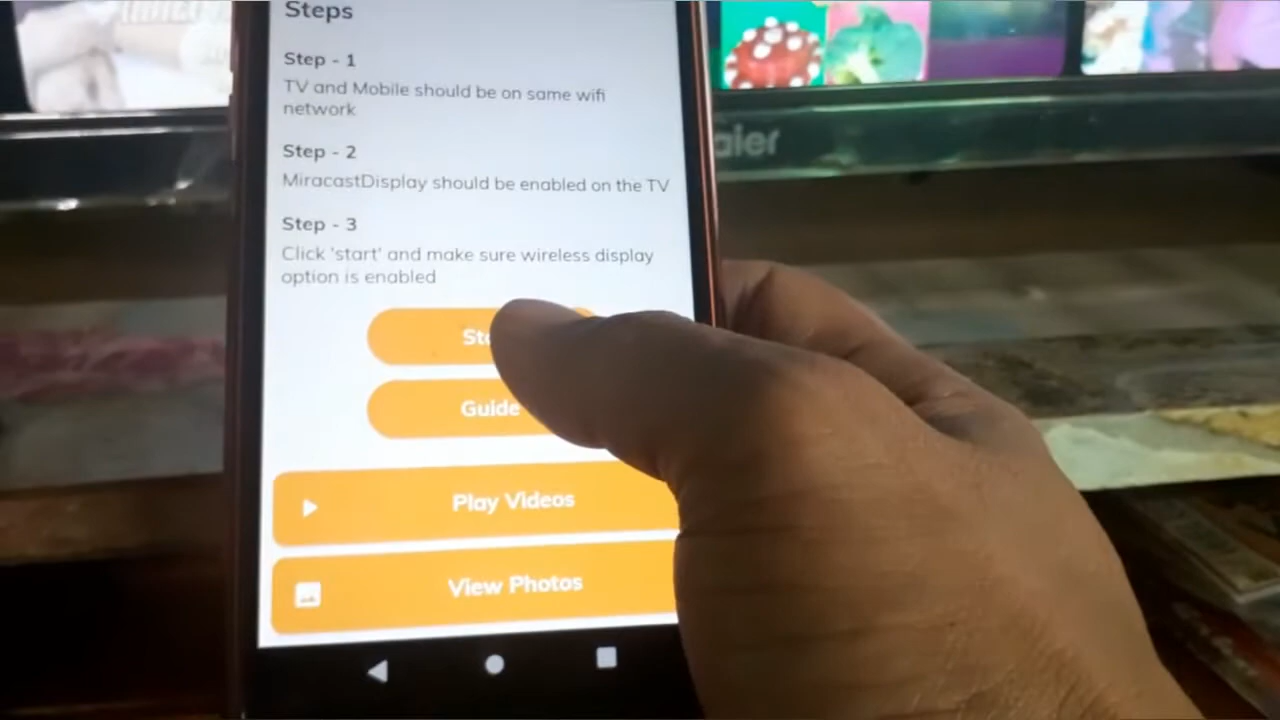 Steps
Step - 1
TV and Mobile should be on same wifi
network
Step - 2
MiracastDisplay should be enabled on the TV
Step - 3
Click 'start' and make sure wireless display
option is enabled
Guide
Play Videos
View Photos
aier